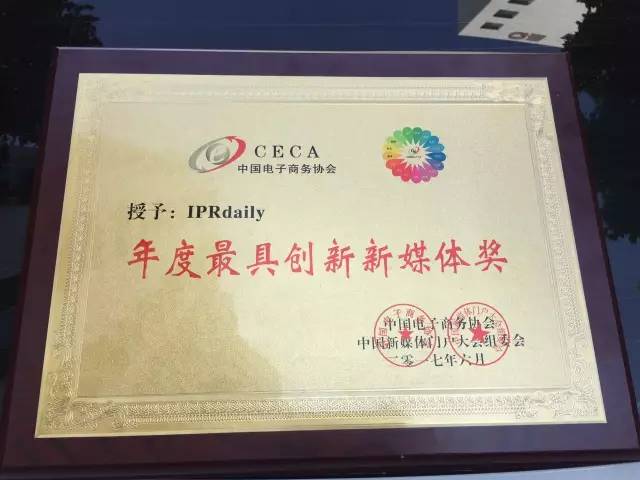 CECA
中国电子商务协会
授予：IPRdaily
年度最具创新新媒体奖
中国电子商务协会
中国新媒体门户大会组委会
二零一七年六月